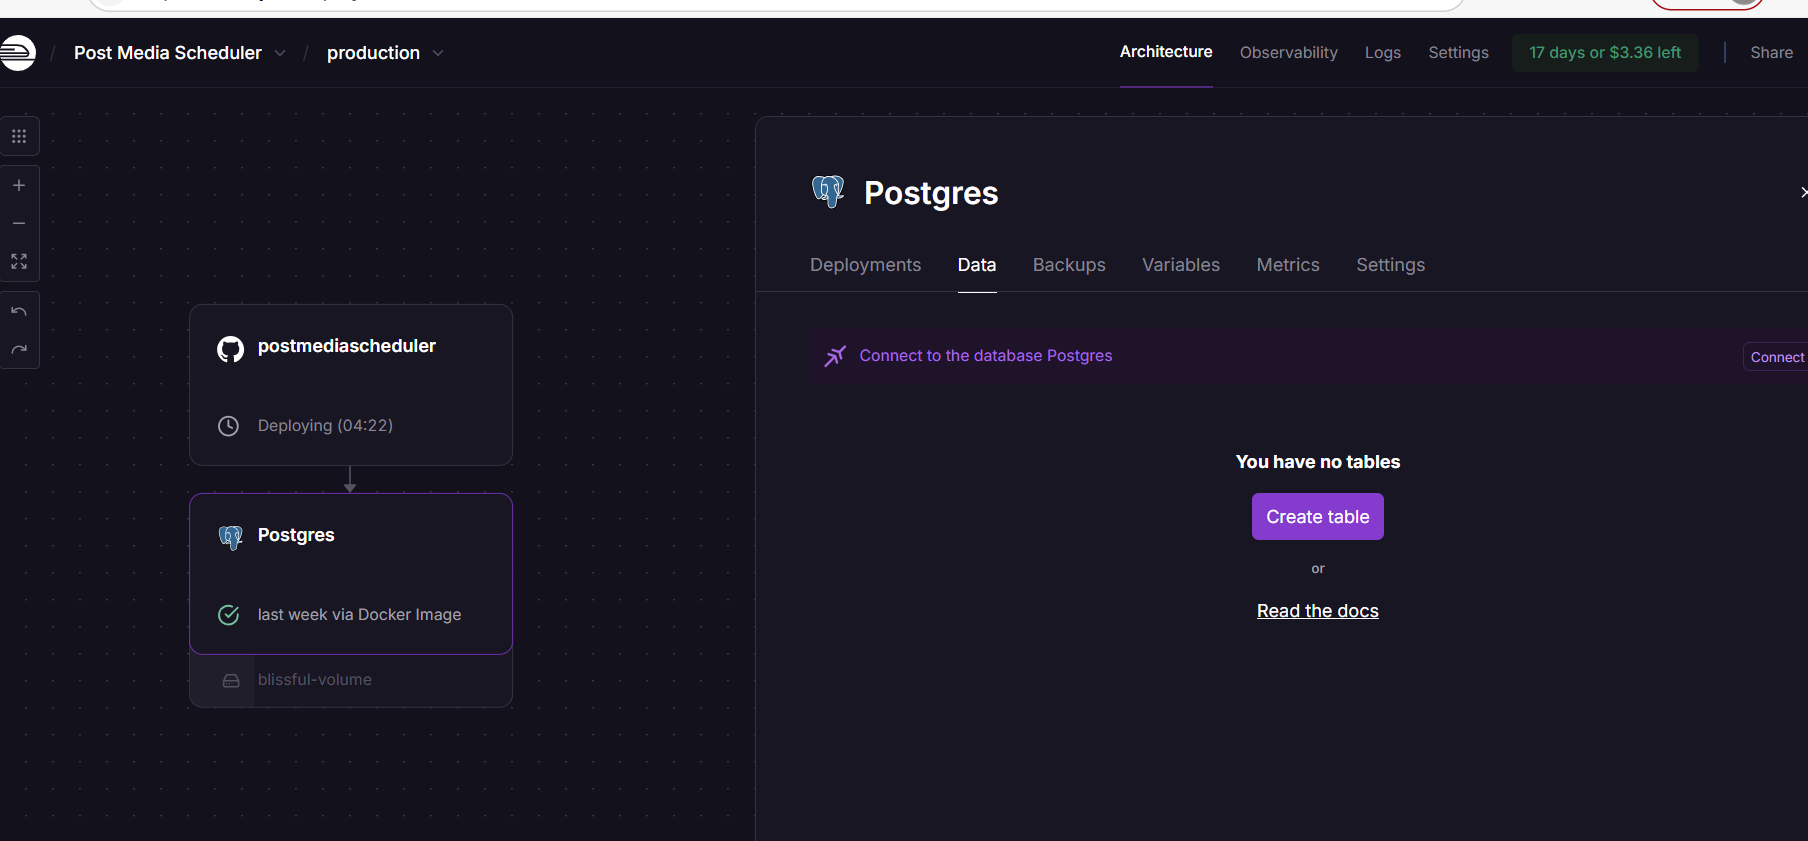 Post Media Scheduler / production
Architecture Observability Logs Settings 17 days or $3.36 left Share
Postgres
Deployments Data Backups Variables Metrics Settings
Connect to the database Postgres Connect
You have no tables
Create table
or
Read the docs
postmediascheduler
Deploying (04:22)
Postgres
last week via Docker Image
blissful-volume